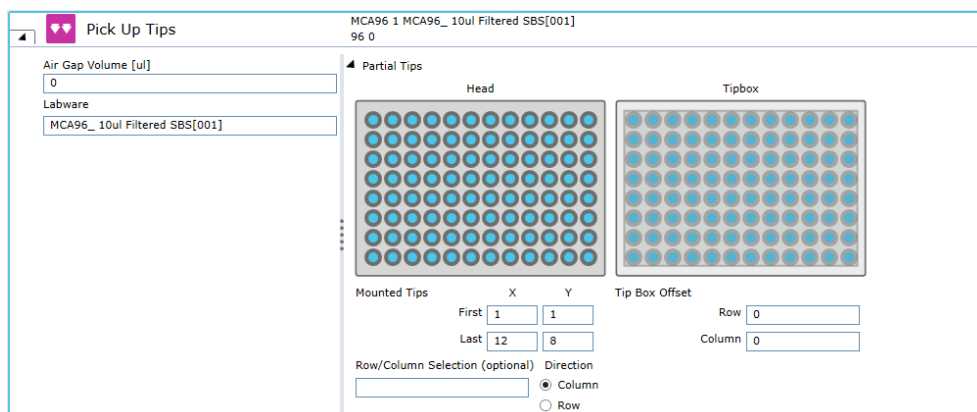 Pick Up Tips
MCA96 1 MCA96_ 10ul Filtered SBS[001]
96 0
Air Gap Volume [ul]
0
Labware
MCA96_ 10ul Filtered SBS[001]
Partial Tips
Head
Tipbox
Mounted Tips X Y
First 1 1
Last 12 8
Tip Box Offset
Row 0
Column 0
Row/Column Selection (optional) Direction
Column
Row